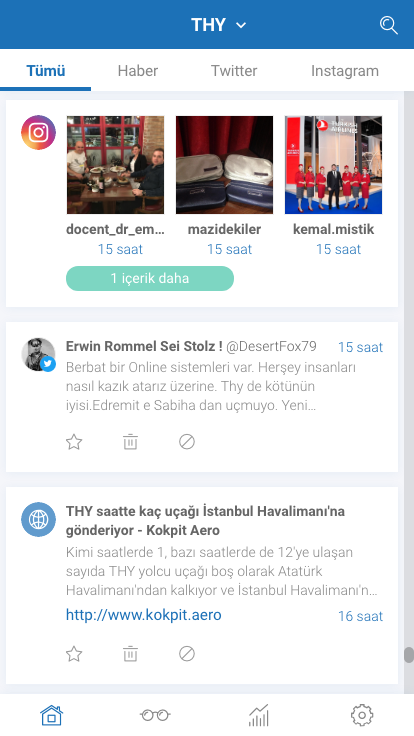 THY
Tümü
Haber
Twitter
Instagram
TURKISH AIRLINES
docent_dr_em...
mazidekiler
kemal.mistik
15 saat
15 saat
15 saat
1 içerik daha
Erwin Rommel Sei Stolz ! @DesertFox79
15 saat
Berbat bir Online sistemleri var. Herşey insanları
nasıl kazık atarız üzerine. Thy de kötünün
iyisi.Edremit e Sabiha dan uçmuyo. Yeni...
THY saatte kaç uçağı İstanbul Havalimanı'na
gönderiyor - Kokpit Aero
Kimi saatlerde 1, bazı saatlerde de 12'ye ulaşan
sayıda THY yolcu uçağı boş olarak Atatürk
Havalimanı'ndan kalkıyor ve İstanbul Havalimanı'n...
http://www.kokpit.aero
16 saat